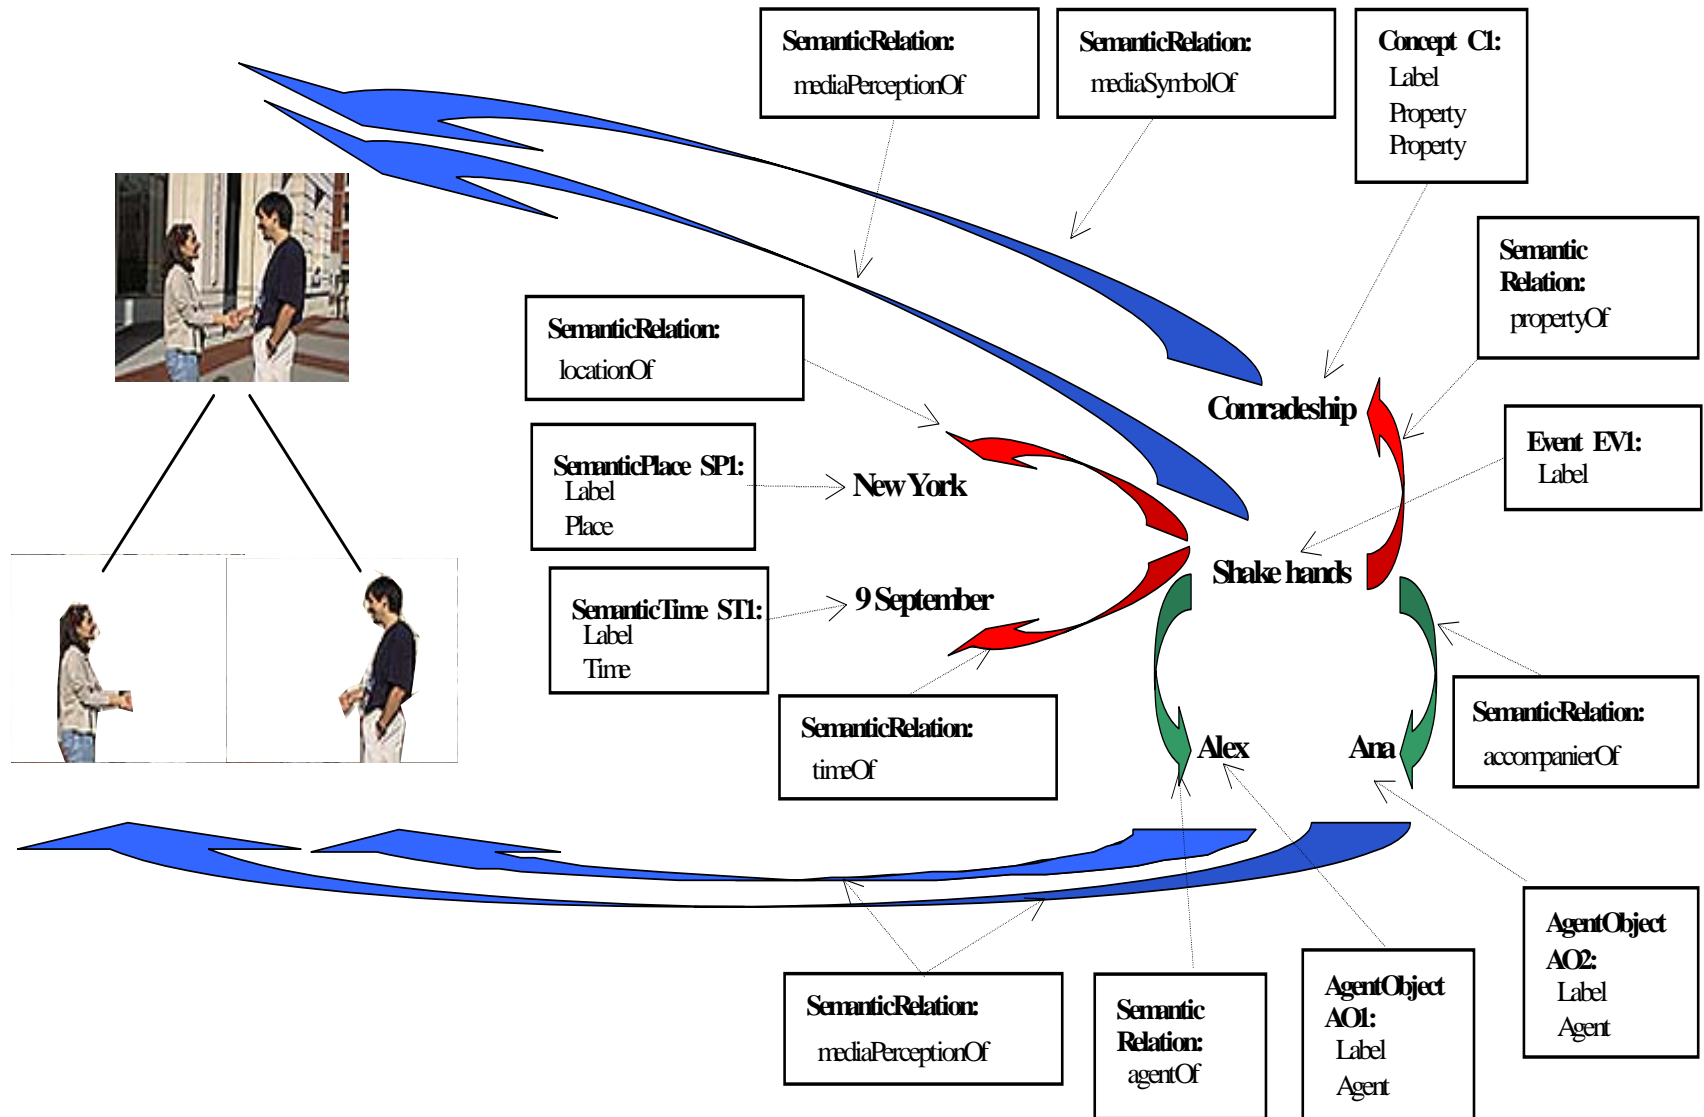 SemanticRelation:
mediaPerceptionOf
SemanticRelation:
mediaSymbolOf
Concept C1:
Label
Property
Property
Semantic
Relation:
propertyOf
SemanticRelation:
locationOf
Comradeship
Event EV1:
Label
SemanticPlace SP1:
Label
Place
New York
Shake hands
SemanticTime ST1:
Label
Time
9 September
SemanticRelation:
timeOf
Alex
Ana
SemanticRelation:
accompanierOf
SemanticRelation:
mediaPerceptionOf
Semantic
Relation:
agentOf
AgentObject
AO1:
Label
Agent
AgentObject
AO2:
Label
Agent